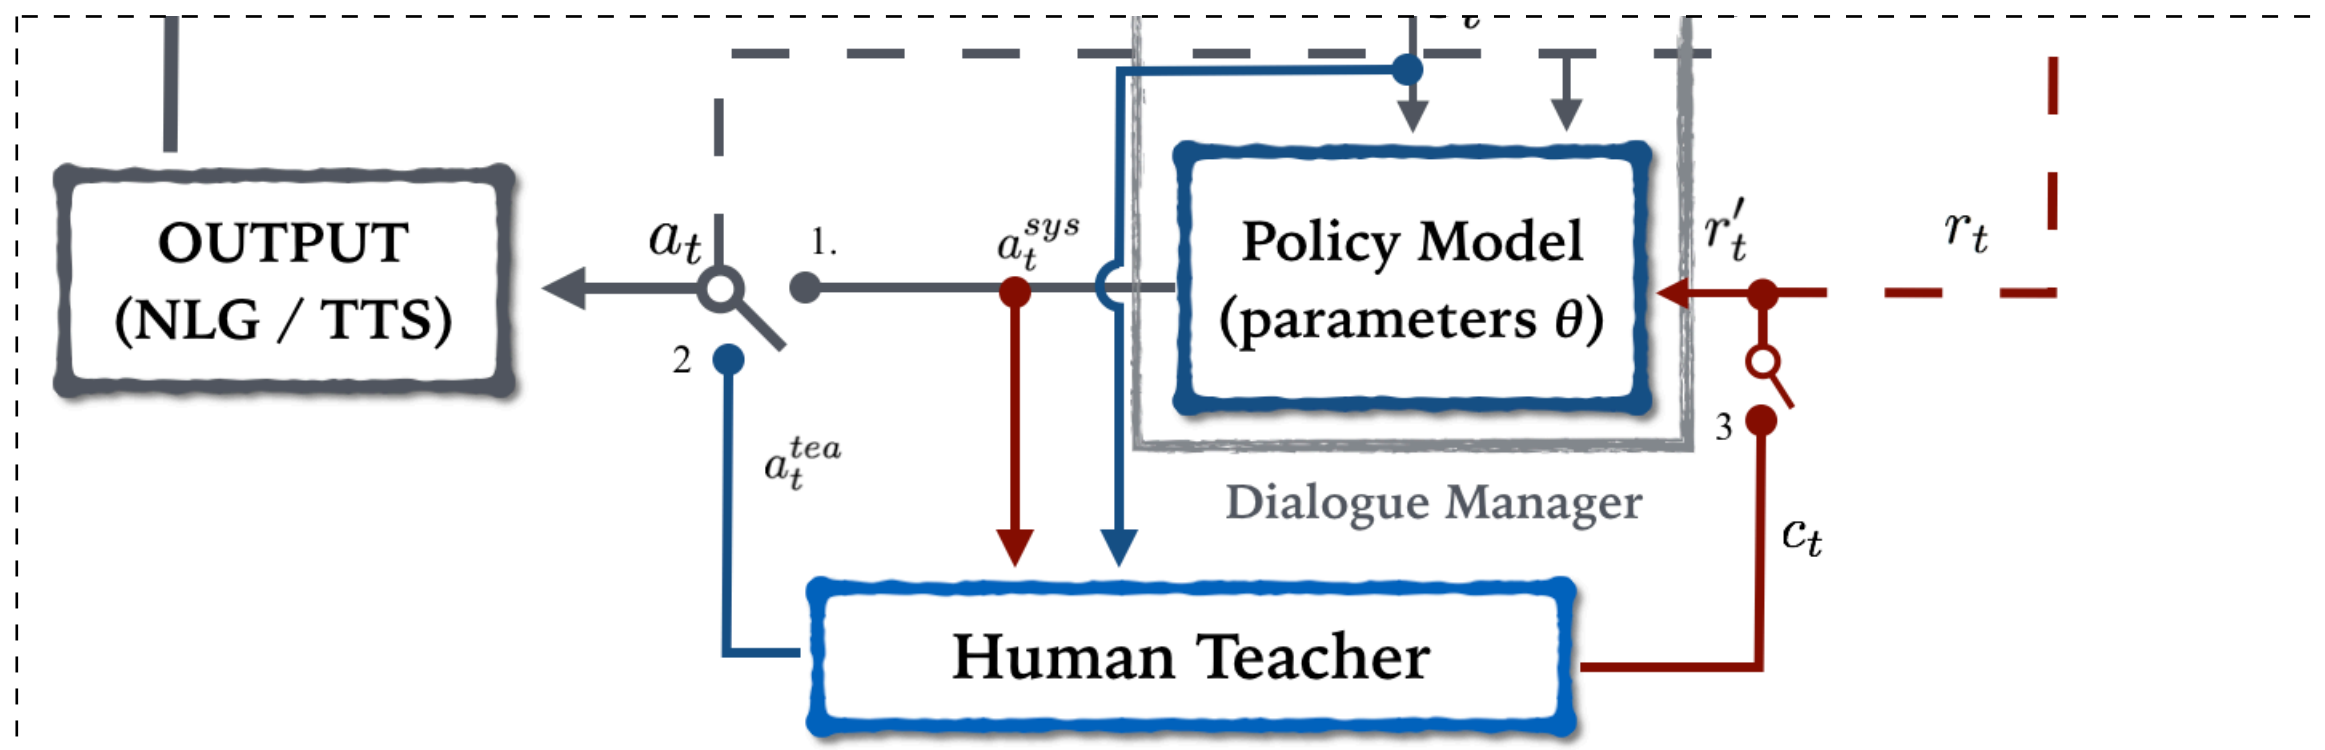 t
OUTPUT
(NLG / TTS)
a_t
1.
a_t^{sys}
Policy Model
(parameters θ)
r'_t
r_t
2
a_t^{tea}
3
Dialogue Manager
c_t
Human Teacher